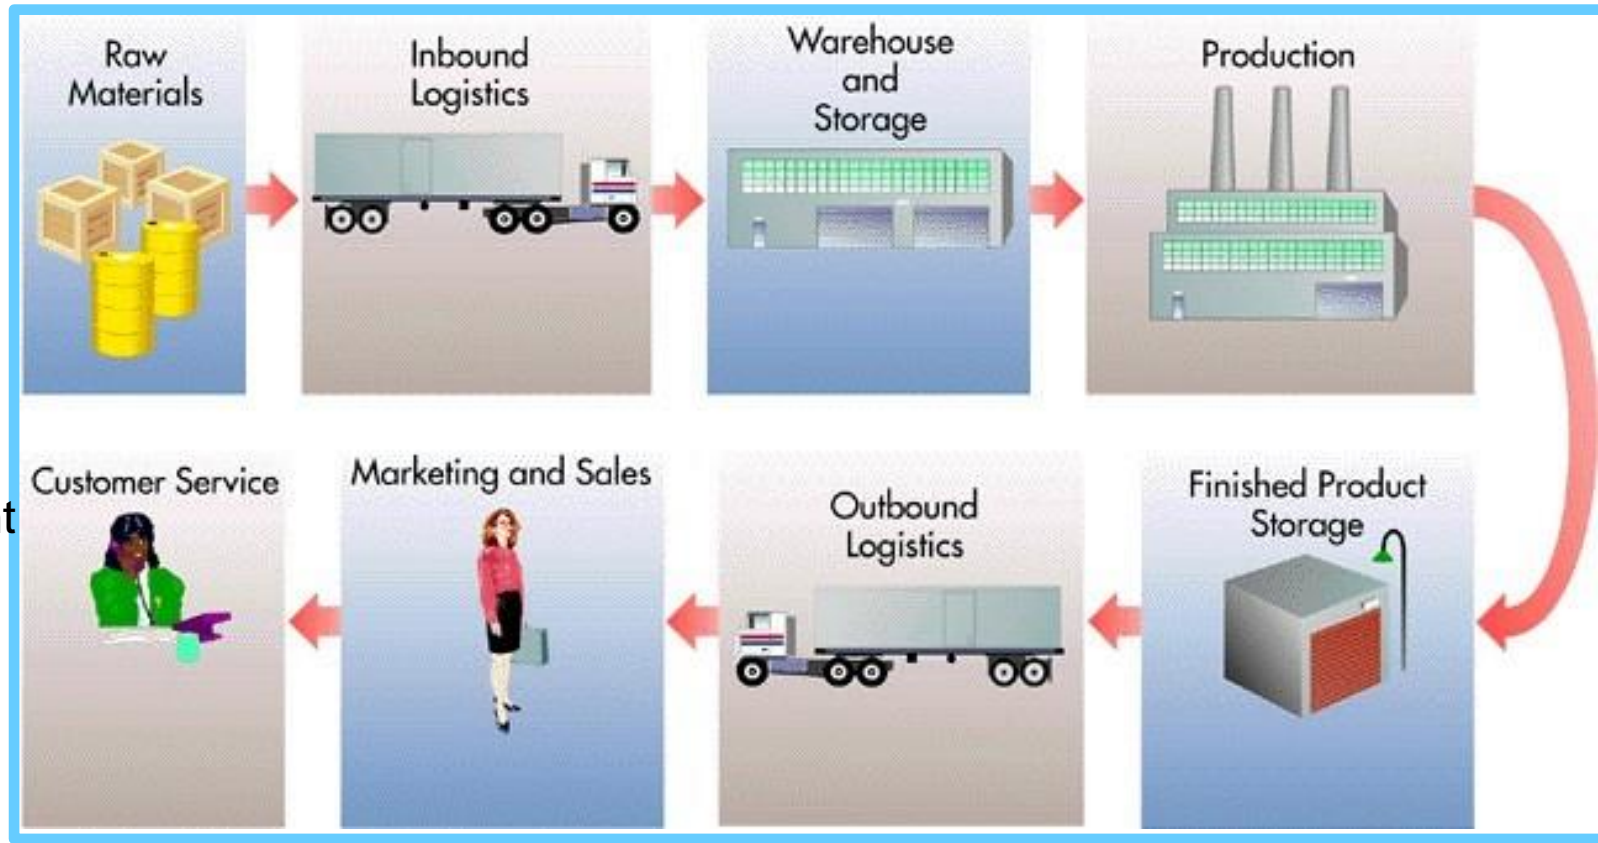 Raw
Materials
Inbound
Logistics
Warehouse
and
Storage
Production
Customer Service
Marketing and Sales
Outbound
Logistics
Finished Product
Storage
t